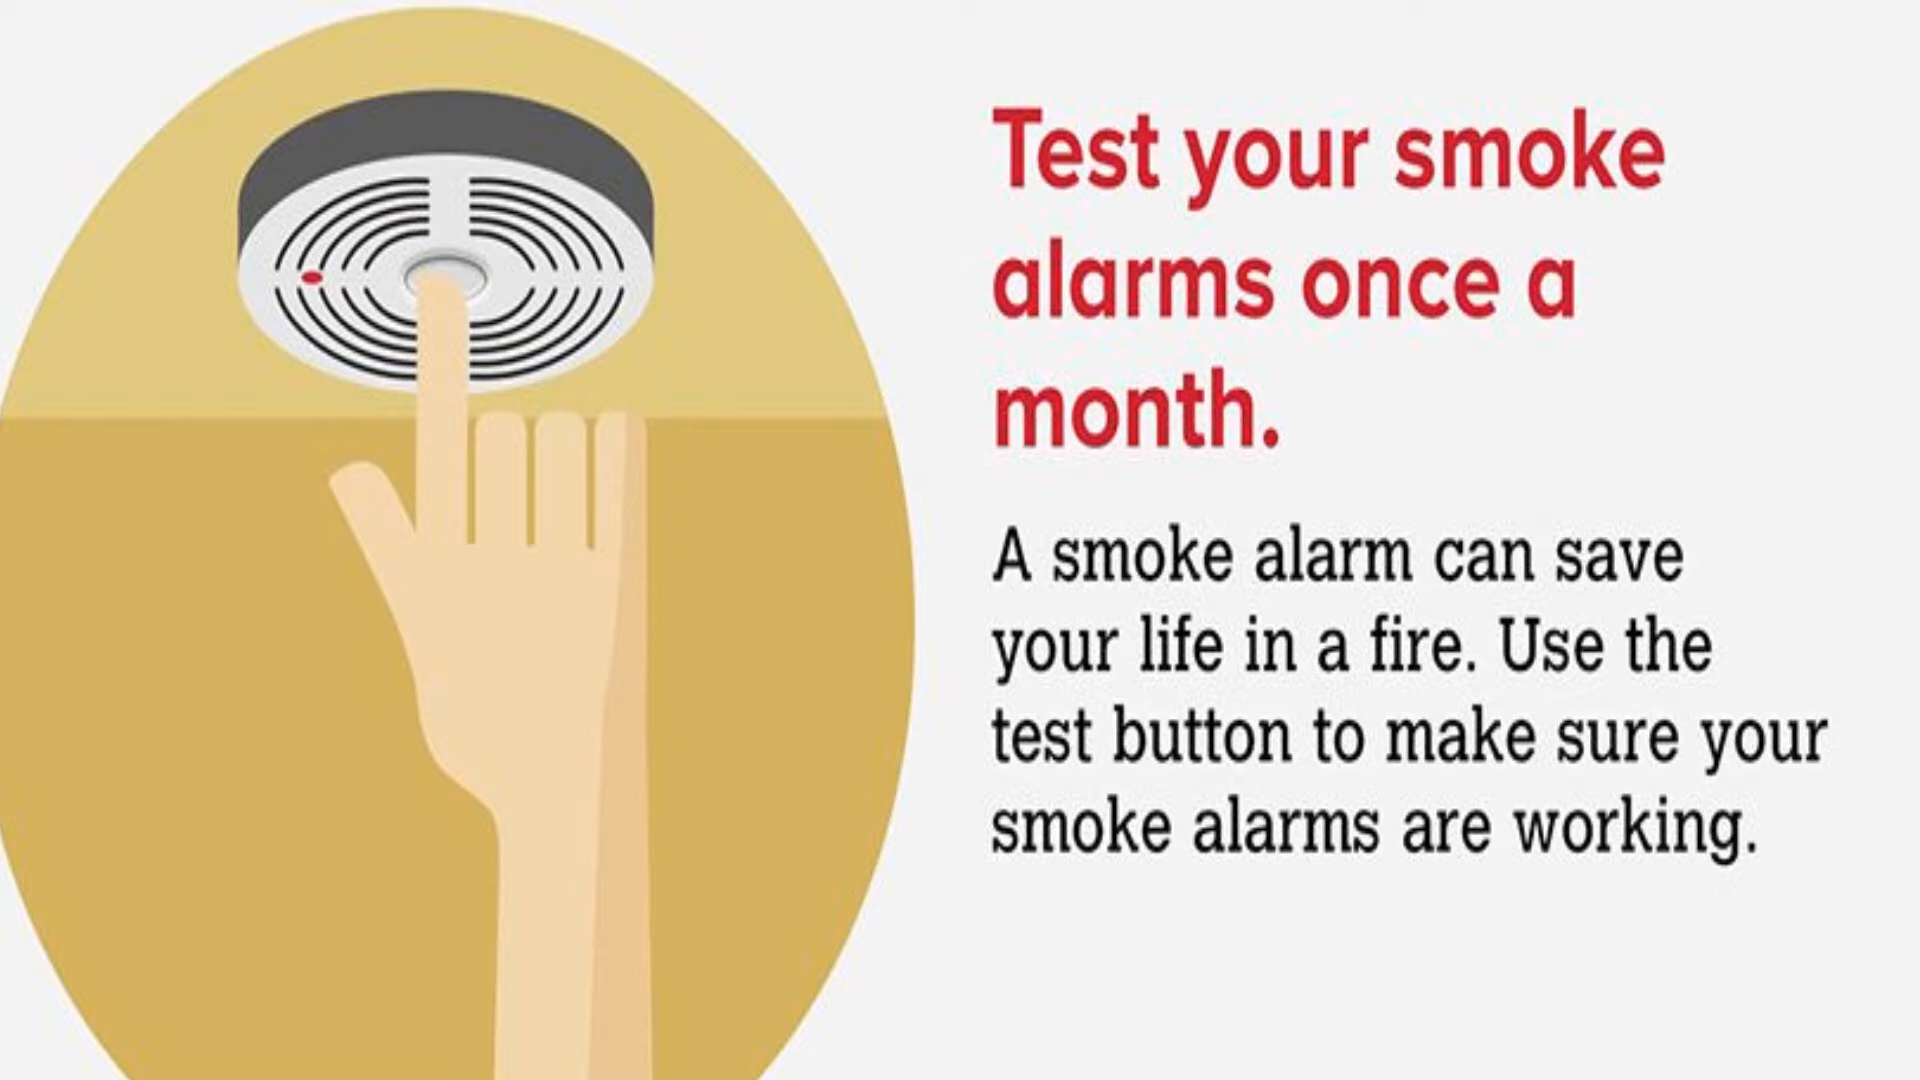 Test your smoke
alarms once a
month.
A smoke alarm can save
your life in a fire. Use the
test button to make sure your
smoke alarms are working.